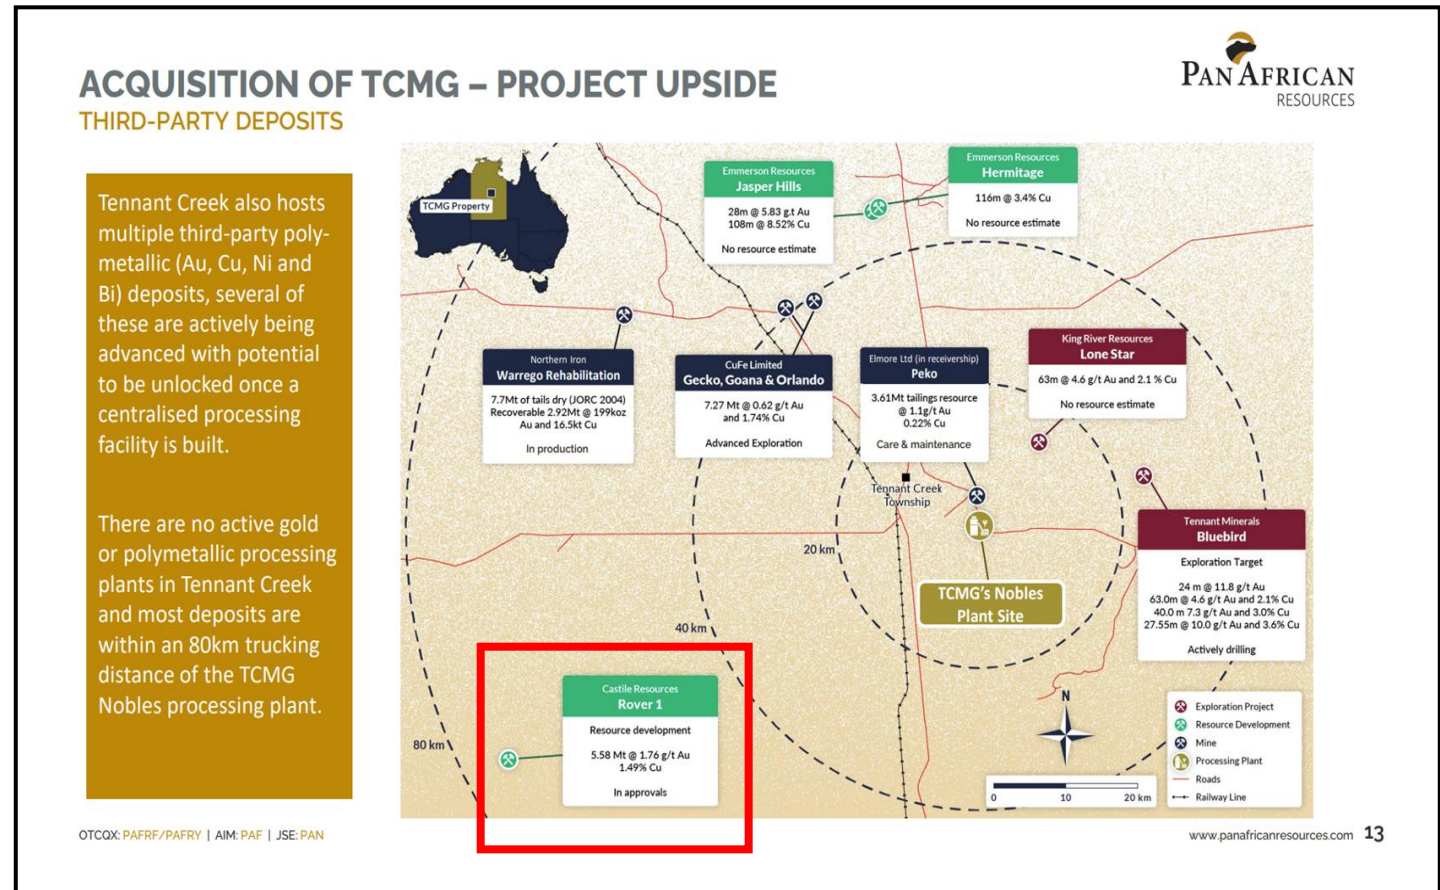 ACQUISITION OF TCMG – PROJECT UPSIDE
THIRD-PARTY DEPOSITS
PAN AFRICAN
RESOURCES
Tennant Creek also hosts
multiple third-party poly-
metallic (Au, Cu, Ni and
Bi) deposits, several of
these are actively being
advanced with potential
to be unlocked once a
centralised processing
facility is built.
There are no active gold
or polymetallic processing
plants in Tennant Creek
and most deposits are
within an 80km trucking
distance of the TCMG
Nobles processing plant.
TCMG Property
Emmerson Resources
Jasper Hills
28m @ 5.83 g.t Au
108m @ 8.52% Cu
No resource estimate
Emmerson Resources
Hermitage
116m @ 3.4% Cu
No resource estimate
Northern Iron
Warrego Rehabilitation
7.7Mt of tails dry (JORC 2004)
Recoverable 2.92Mt @ 199koz
Au and 16.5kt Cu
In production
CuFe Limited
Gecko, Goana & Orlando
7.27 Mt @ 0.62 g/t Au
and 1.74% Cu
Advanced Exploration
Elmore Ltd (in receivership)
Peko
3.61Mt tailings resource
@ 1.1g/t Au
0.22% Cu
Care & maintenance
King River Resources
Lone Star
63m @ 4.6 g/t Au and 2.1 % Cu
No resource estimate
Tennant Creek
Township
Tennant Minerals
Bluebird
Exploration Target
24 m @ 11.8 g/t Au
63.0m @ 4.6 g/t Au and 2.1% Cu
40.0 m 7.3 g/t Au and 3.0% Cu
27.55m @ 10.0 g/t Au and 3.6% Cu
Actively drilling
20 km
TCMG's Nobles
Plant Site
40 km
80 km
Castile Resources
Rover 1
Resource development
5.58 Mt @ 1.76 g/t Au
1.49% Cu
In approvals
N
0 10 20 km
Exploration Project
Resource Development
Mine
Processing Plant
Roads
Railway Line
OTCQX: PAFRF/PAFRY | AIM: PAF | JSE: PAN
www.panafricanresources.com 13